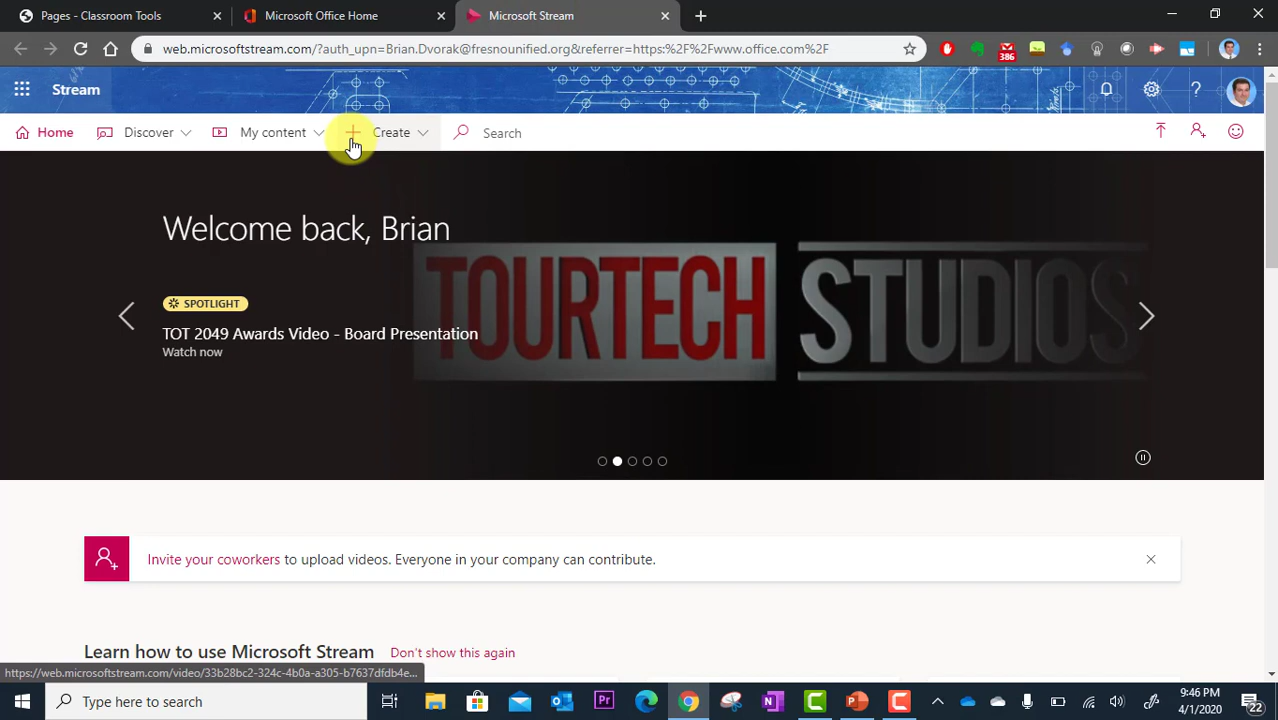 Pages - Classroom Tools
Microsoft Office Home
Microsoft Stream
web.microsoftstream.com/?auth_upn=Brian.Dvorak@fresnounified.org&referrer=https:%2F%2Fwww.office.com%2F
386
Stream
Home
Discover
My content
Create
Search
Welcome back, Brian
SPOTLIGHT
TOT 2049 Awards Video - Board Presentation
Watch now
TOURTECH STUDIOS
Invite your coworkers to upload videos. Everyone in your company can contribute.
Learn how to use Microsoft Stream
Don't show this again
https://web.microsoftstream.com/video/33b28bc2-324c-4b0a-a305-b7637dfdb4e...
Type here to search
Pr
N
9:46 PM
4/1/2020
22